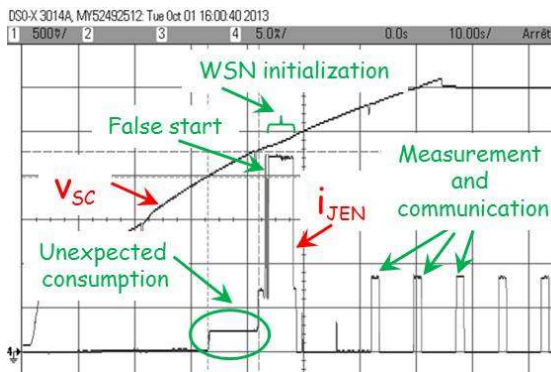 DSO-X 3014A, MY52492512: Tue Oct 01 16:00:40 2013
1 500♉/ 2 3 4 5.0♉/ 0.0s 10.00s/ Arrêt
WSN initialization
False start
Measurement
and
communication
VSC
iJEN
Unexpected
consumption
4